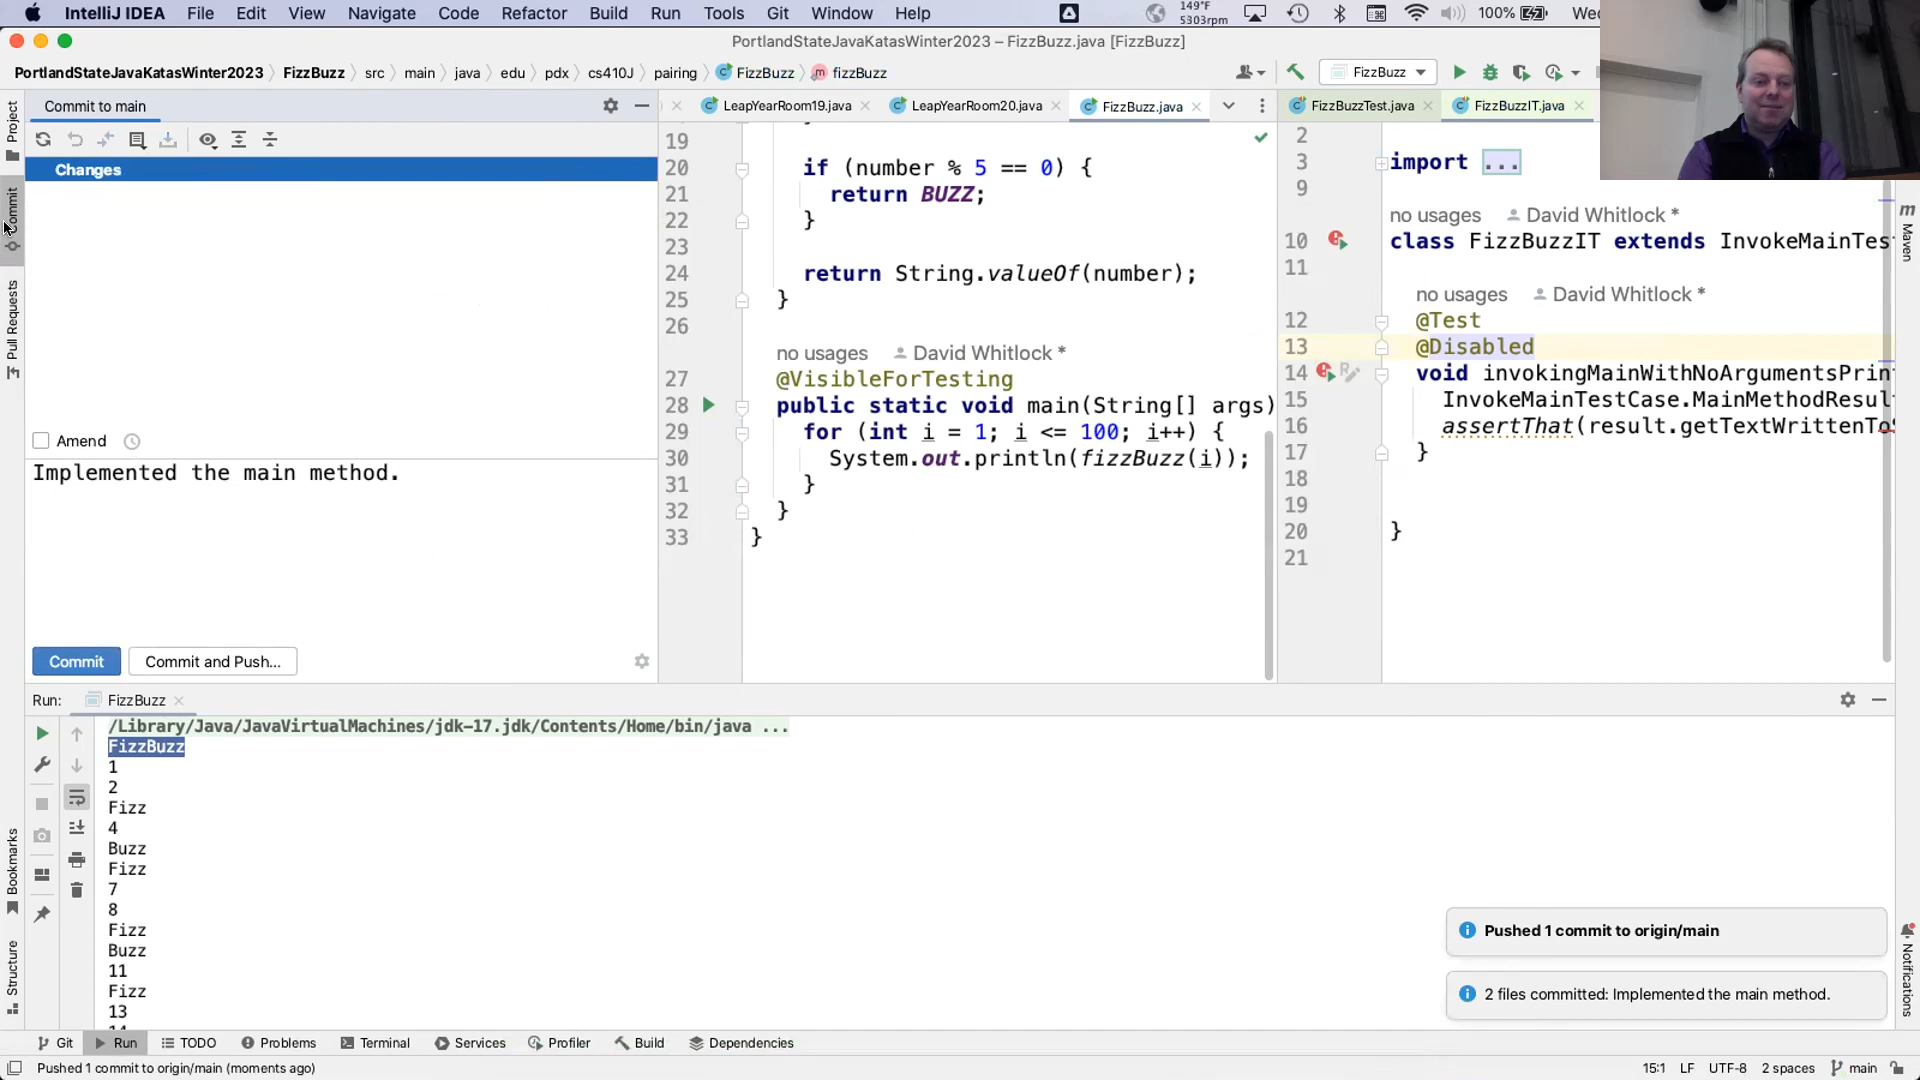 IntelliJ IDEA File Edit View Navigate Code Refactor Build Run Tools Git Window Help 149°F 5303rpm 100% Wed
PortlandStateJavaKatasWinter2023 – FizzBuzz.java [FizzBuzz]
PortlandStateJavaKatasWinter2023 FizzBuzz src main java edu pdx cs410J pairing FizzBuzz m fizzBuzz FizzBuzz
Commit to main
LeapYearRoom19.java LeapYearRoom20.java FizzBuzz.java FizzBuzzTest.java FizzBuzzIT.java
Project
Commit
Pull Requests
Bookmarks
Structure
Changes
Amend
Implemented the main method.
Commit Commit and Push...
19
20 if (number % 5 == 0) {
21 return BUZZ;
22 }
23
24 return String.valueOf(number);
25 }
26
no usages David Whitlock *
27 @VisibleForTesting
28 public static void main(String[] args)
29 for (int i = 1; i <= 100; i++) {
30 System.out.println(fizzBuzz(i));
31 }
32 }
33 }
2
3 import ...
9
no usages David Whitlock *
10 class FizzBuzzIT extends InvokeMainTes
11
no usages David Whitlock *
12 @Test
13 @Disabled
14 void invokingMainWithNoArgumentsPrin
15 InvokeMainTestCase.MainMethodResul
16 assertThat(result.getTextWrittenToS
17 }
18
19
20 }
21
m Maven
Notifications
Run: FizzBuzz
/Library/Java/JavaVirtualMachines/jdk-17.jdk/Contents/Home/bin/java ...
FizzBuzz
1
2
Fizz
4
Buzz
Fizz
7
8
Fizz
Buzz
11
Fizz
13
14
Pushed 1 commit to origin/main
2 files committed: Implemented the main method.
Git Run TODO Problems Terminal Services Profiler Build Dependencies
Pushed 1 commit to origin/main (moments ago) 15:1 LF UTF-8 2 spaces main